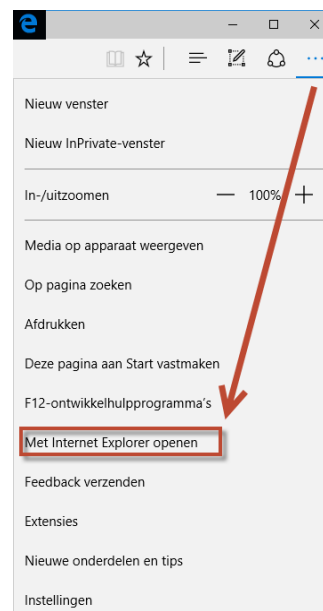 Nieuw venster
Nieuw InPrivate-venster
In-/uitzoomen — 100% +
Media op apparaat weergeven
Op pagina zoeken
Afdrukken
Deze pagina aan Start vastmaken
F12-ontwikkelhulpprogramma's
Met Internet Explorer openen
Feedback verzenden
Extensies
Nieuwe onderdelen en tips
Instellingen